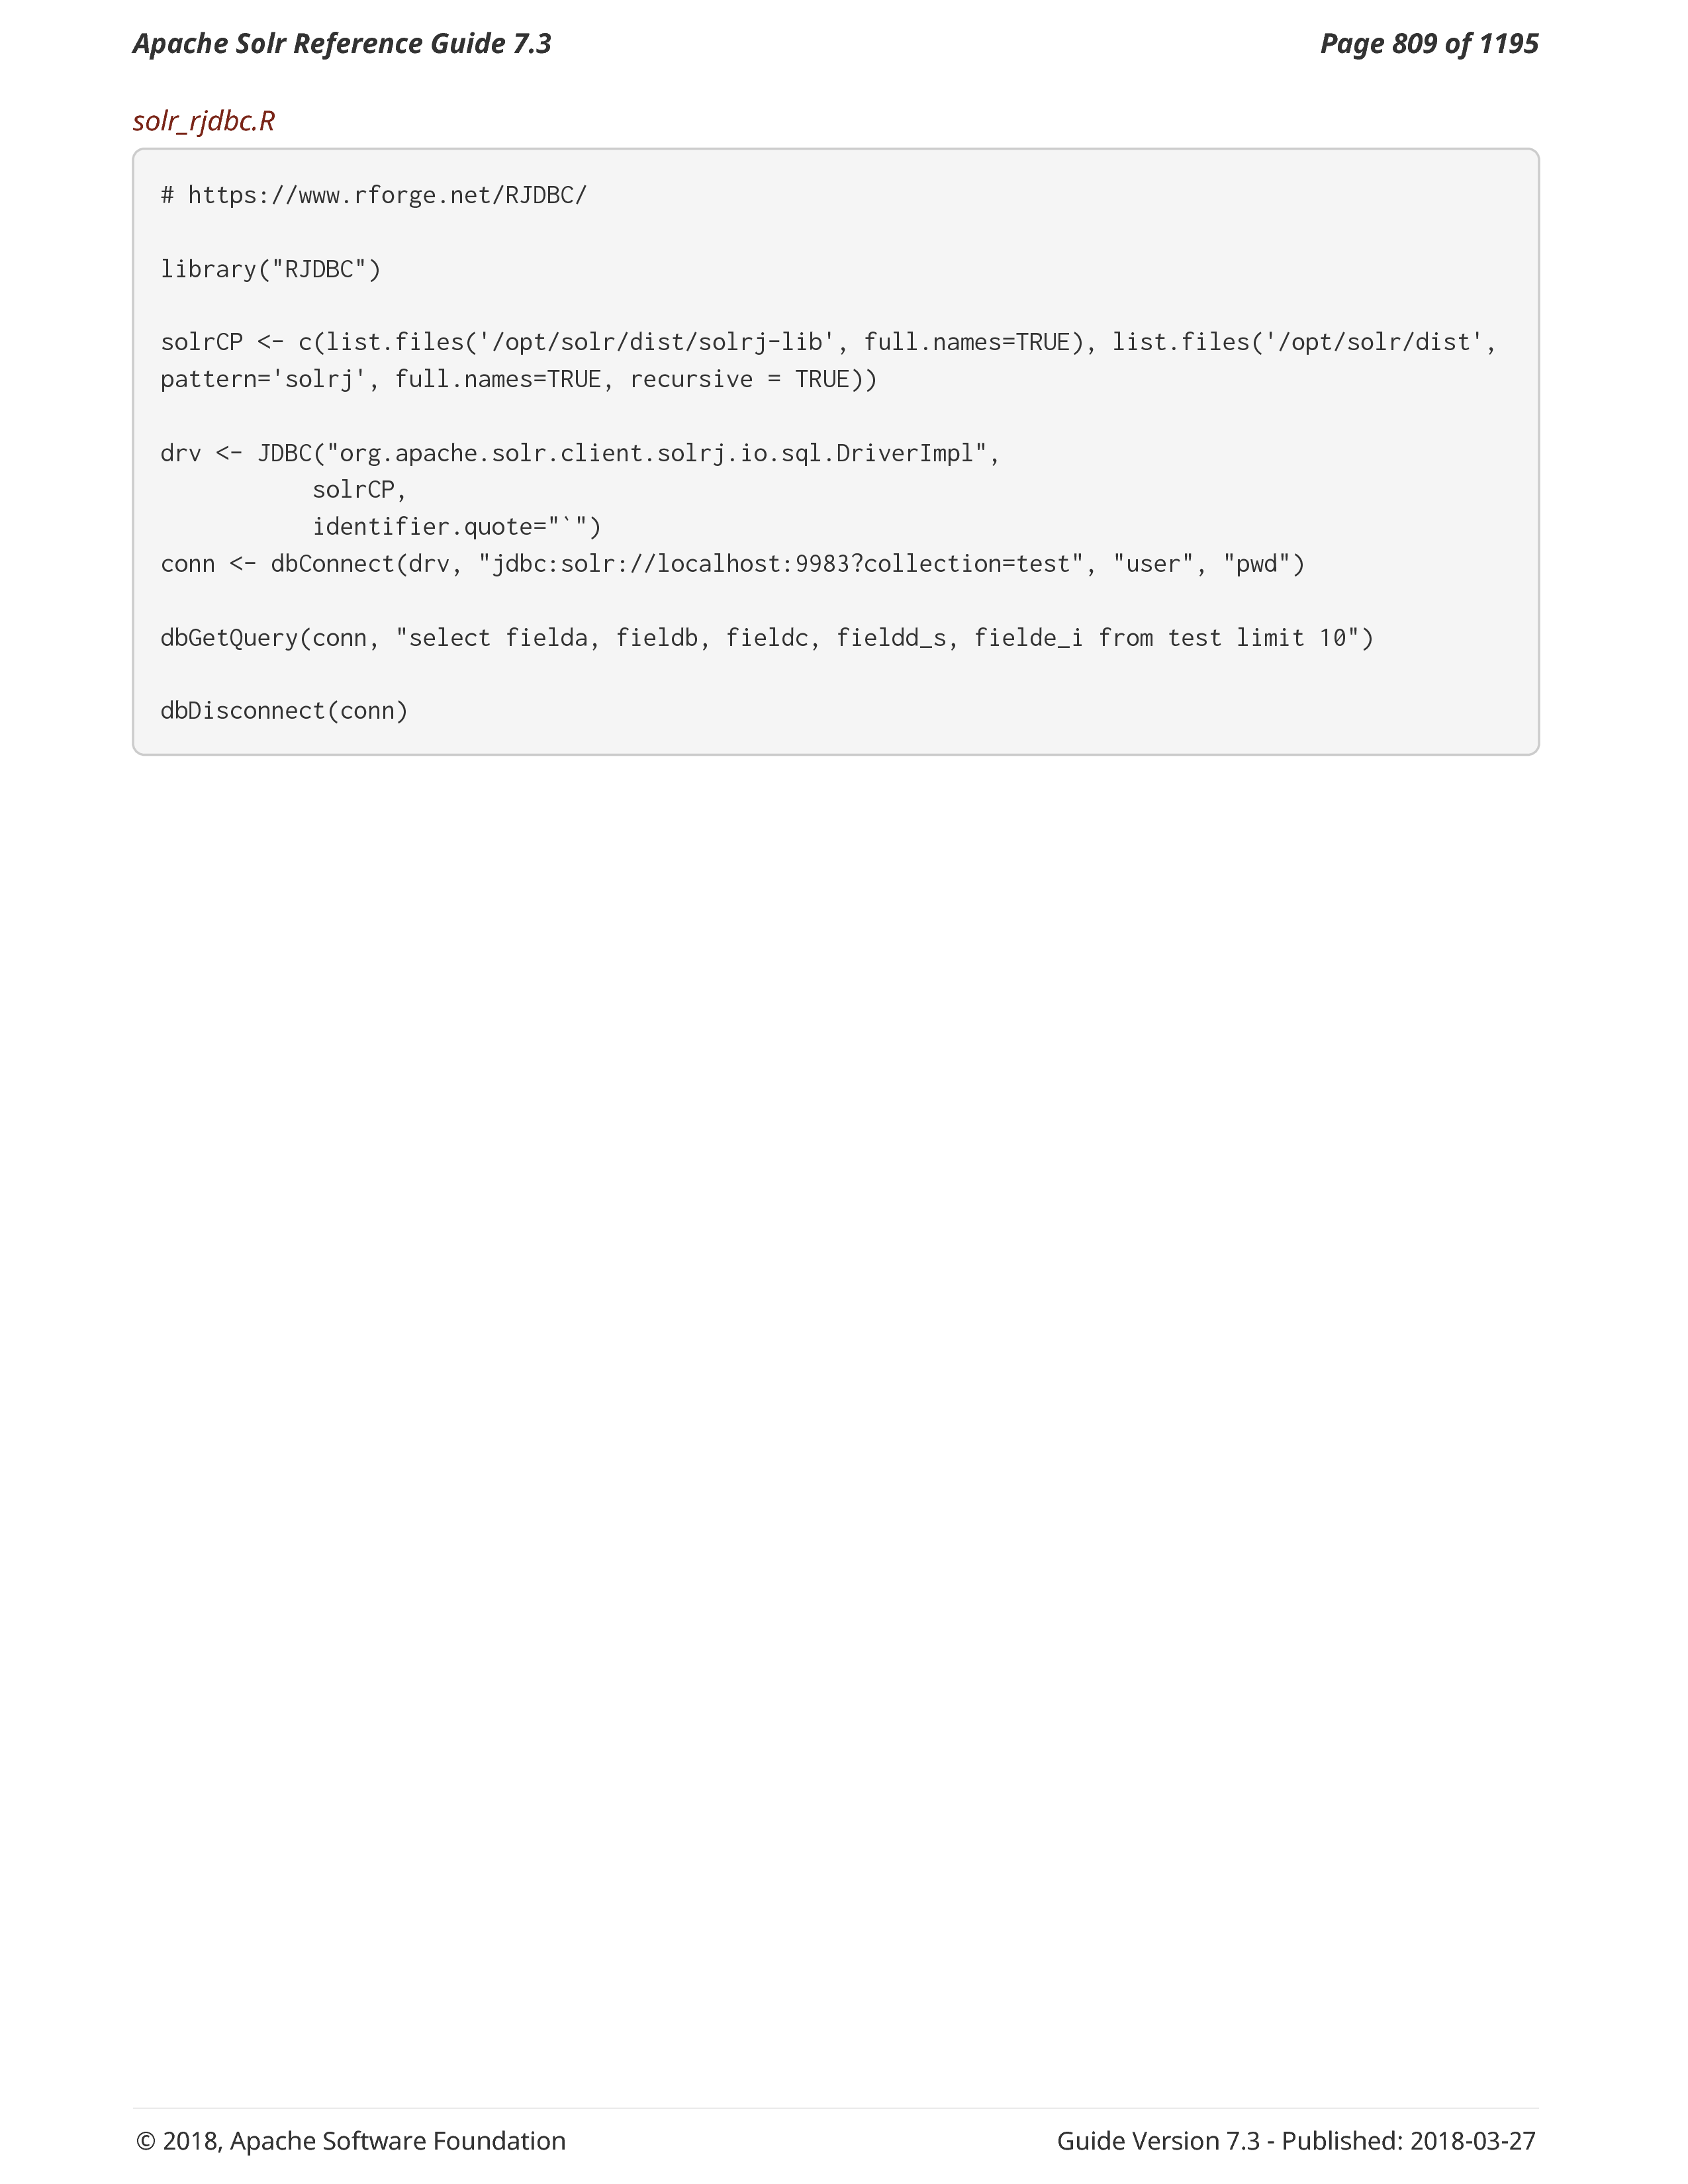 Apache Solr Reference Guide 7.3
Page 809 of 1195
solr_rjdbc.R
# https://www.rforge.net/RJDBC/
library("RJDBC")
solrCP <- c(list.files('/opt/solr/dist/solrj-lib', full.names=TRUE), list.files('/opt/solr/dist',
pattern='solrj', full.names=TRUE, recursive = TRUE))
drv <- JDBC("org.apache.solr.client.solrj.io.sql.DriverImpl",
           solrCP,
           identifier.quote="`")
conn <- dbConnect(drv, "jdbc:solr://localhost:9983?collection=test", "user", "pwd")
dbGetQuery(conn, "select fielda, fieldb, fieldc, fieldd_s, fielde_i from test limit 10")
dbDisconnect(conn)
© 2018, Apache Software Foundation
Guide Version 7.3 - Published: 2018-03-27